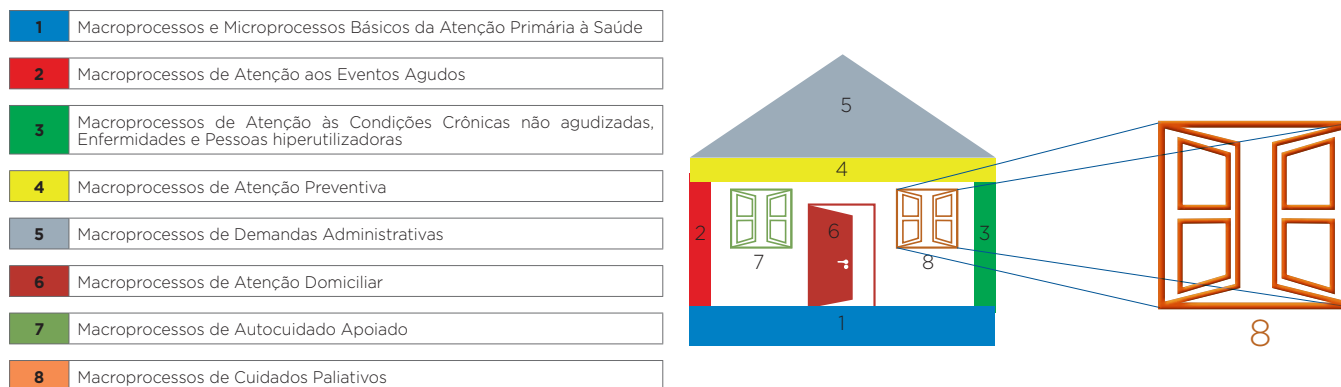 1 Macroprocessos e Microprocessos Básicos da Atenção Primária à Saúde
2 Macroprocessos de Atenção aos Eventos Agudos
3 Macroprocessos de Atenção às Condições Crônicas não agudizadas,
Enfermidades e Pessoas hiperutilizadoras
4 Macroprocessos de Atenção Preventiva
5 Macroprocessos de Demandas Administrativas
6 Macroprocessos de Atenção Domiciliar
7 Macroprocessos de Autocuidado Apoiado
8 Macroprocessos de Cuidados Paliativos
5
4
2
6
3
7
8
1
8